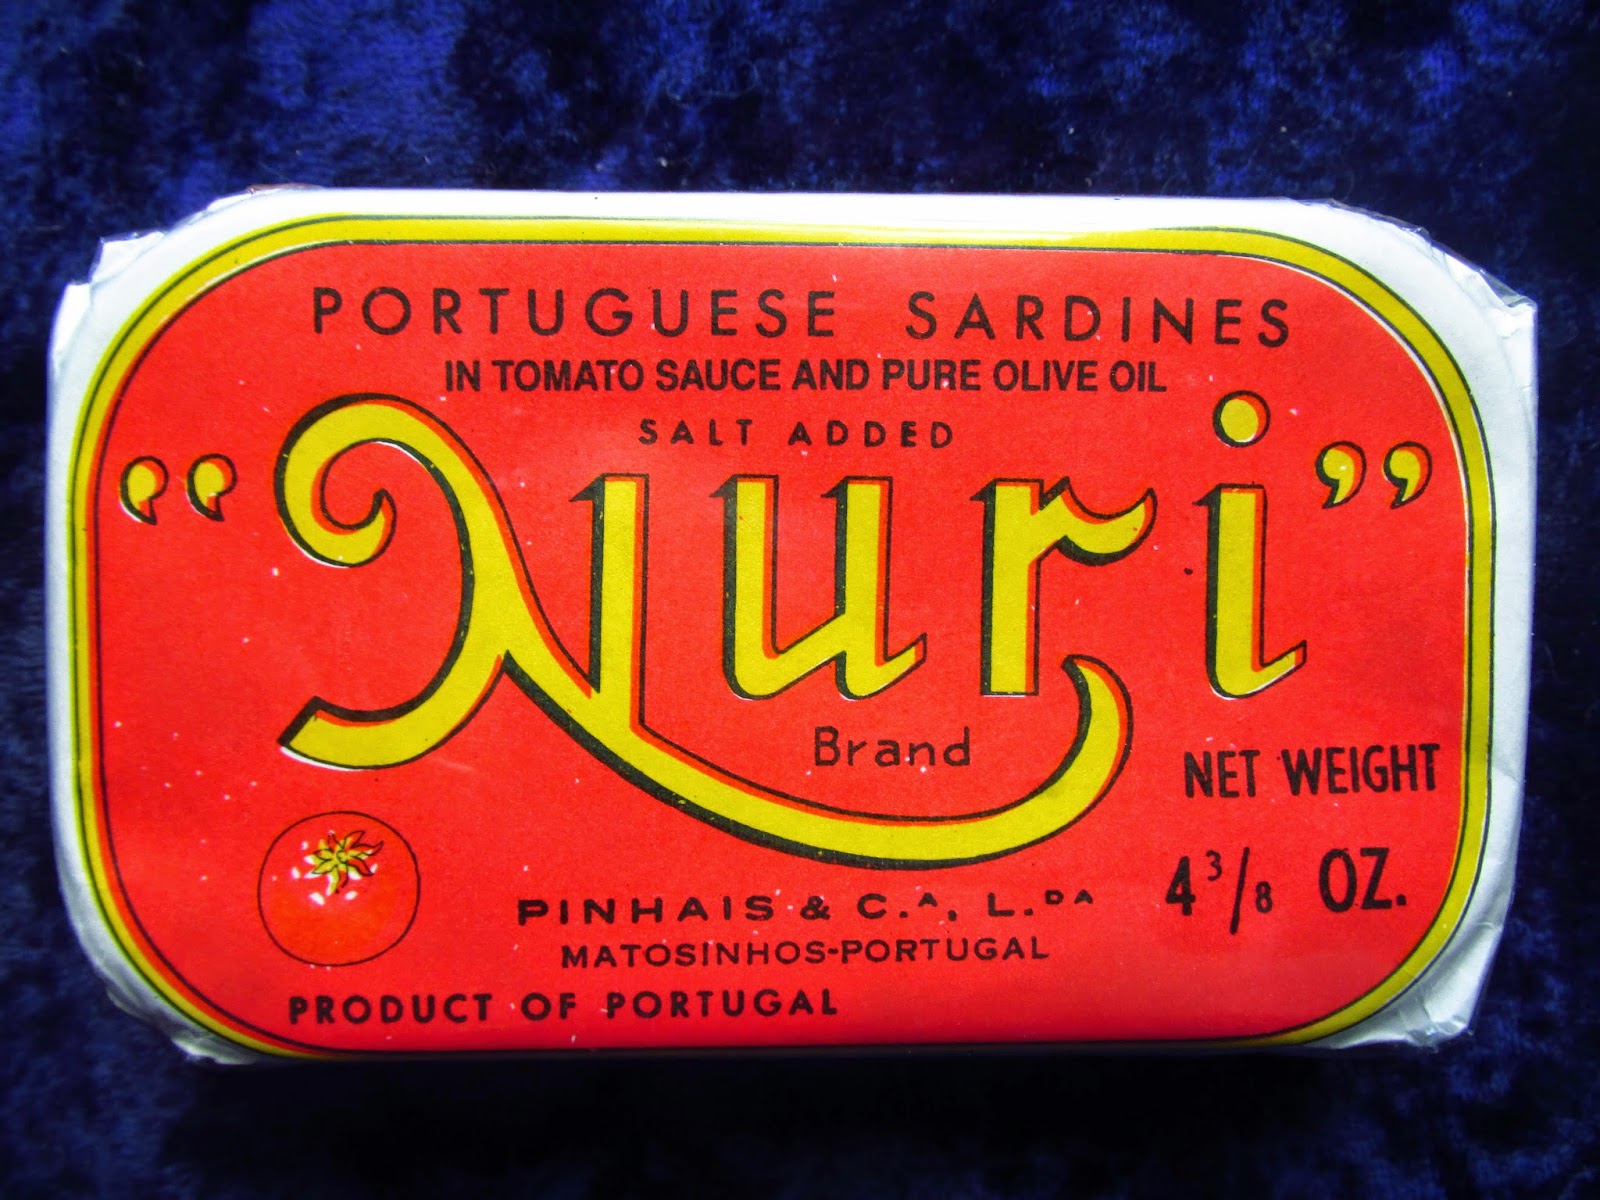 PORTUGUESE SARDINES
IN TOMATO SAUCE AND PURE OLIVE OIL
SALT ADDED
“Nuri”
Brand
NET WEIGHT
4 3/8 OZ.
PINHAIS & C.ᴬ, L.ᴰᴬ
MATOSINHOS-PORTUGAL
PRODUCT OF PORTUGAL